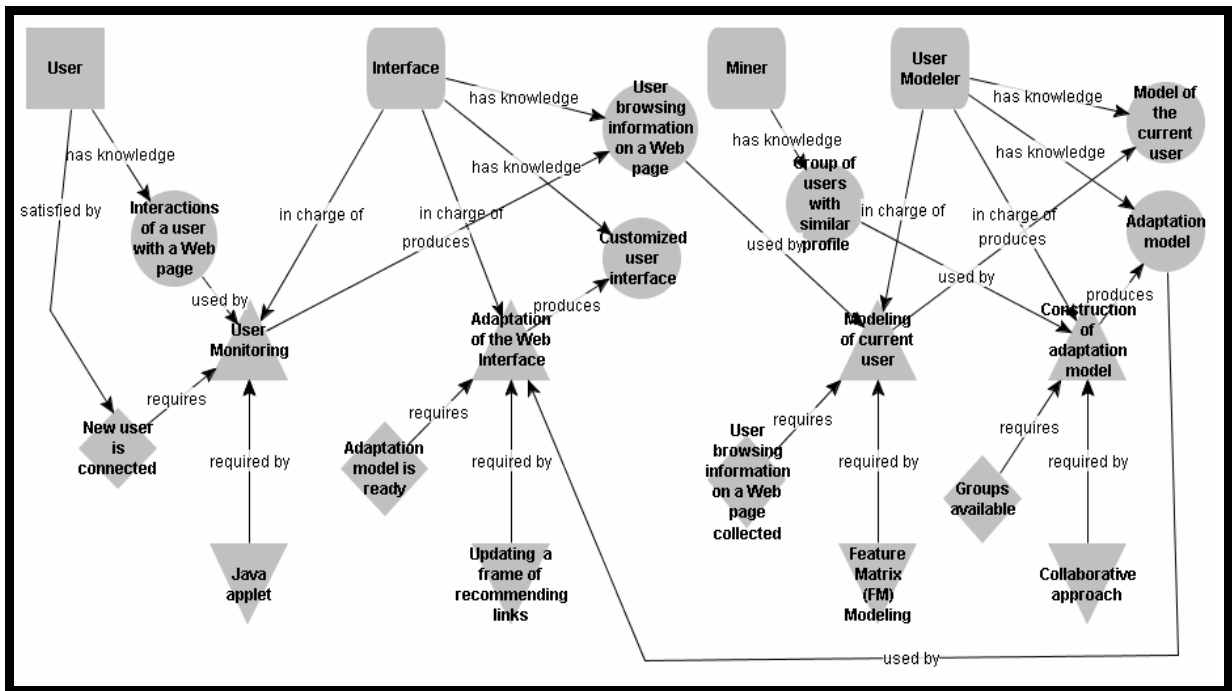 User
Interface
Miner
User
Modeler
has knowledge
has knowledge
has knowledge
has knowledge
has knowledge
has knowledge
User
browsing
information
on a Web
page
Model of
the
current
user
Group of
users
with
similar
profile
satisfied by
Interactions
of a user
with a Web
page
in charge of
in charge of
in charge of
in charge of
produces
Customized
user
interface
used by
produces
Adaptation
model
used by
produces
used by
produces
User
Monitoring
Adaptation
of the Web
Interface
Modeling
of current
user
Construction
of
adaptation
model
requires
requires
requires
requires
New user
is
connected
Adaptation
model is
ready
User
browsing
information
on a Web
page
collected
Groups
available
required by
required by
required by
required by
Java
applet
Updating a
frame of
recommending
links
Feature
Matrix
(FM)
Modeling
Collaborative
approach
used by